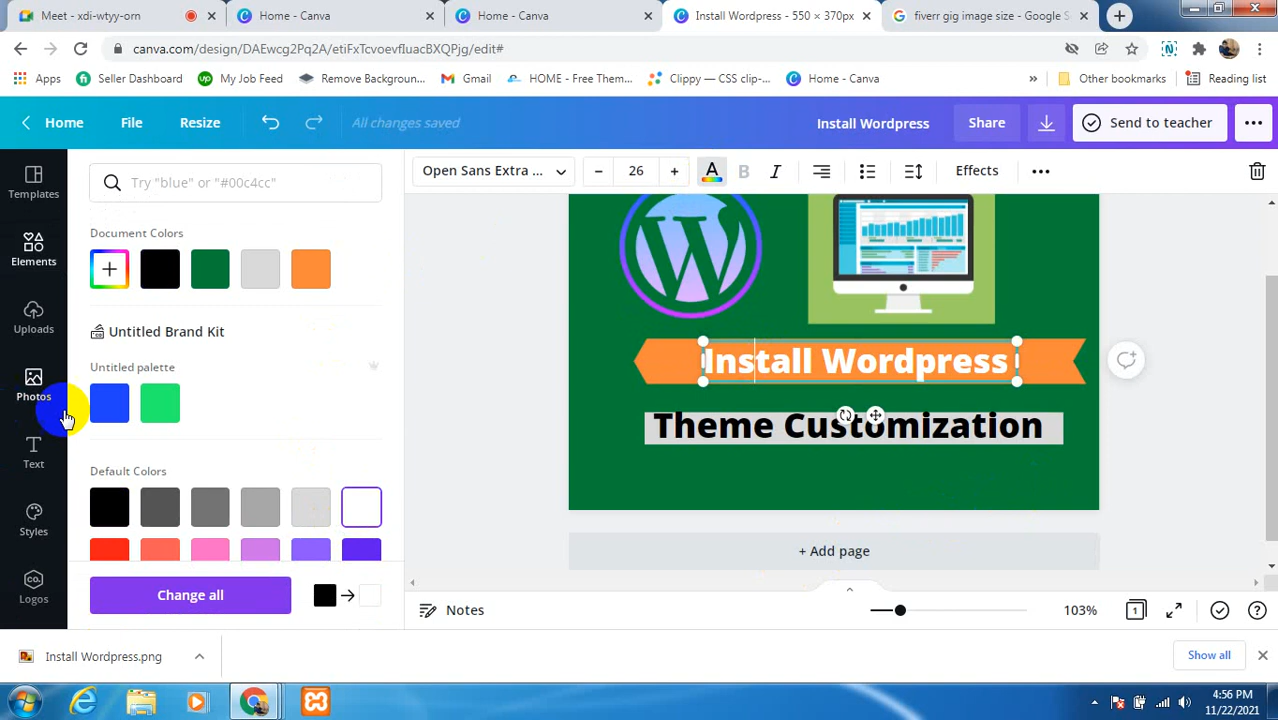 Meet - xdi-wtyy-orn
Home - Canva
Home - Canva
Install Wordpress - 550 × 370px
fiverr gig image size - Google S
canva.com/design/DAEwcg2Pq2A/etiFxTcvoevfIuacBXQPjg/edit#
Apps
Seller Dashboard
My Job Feed
Remove Backgroun...
Gmail
HOME - Free Them...
Clippy — CSS clip-...
Home - Canva
»
Other bookmarks
Reading list
Home
File
Resize
All changes saved
Install Wordpress
Share
Send to teacher
Templates
Elements
Uploads
Photos
Text
Styles
CO.
Logos
Try "blue" or "#00c4cc"
Document Colors
Untitled Brand Kit
Untitled palette
Default Colors
Change all
Open Sans Extra ...
26
A
B
I
Effects
W
Install Wordpress
Theme Customization
+ Add page
Notes
103%
1
Install Wordpress.png
Show all
4:56 PM
11/22/2021